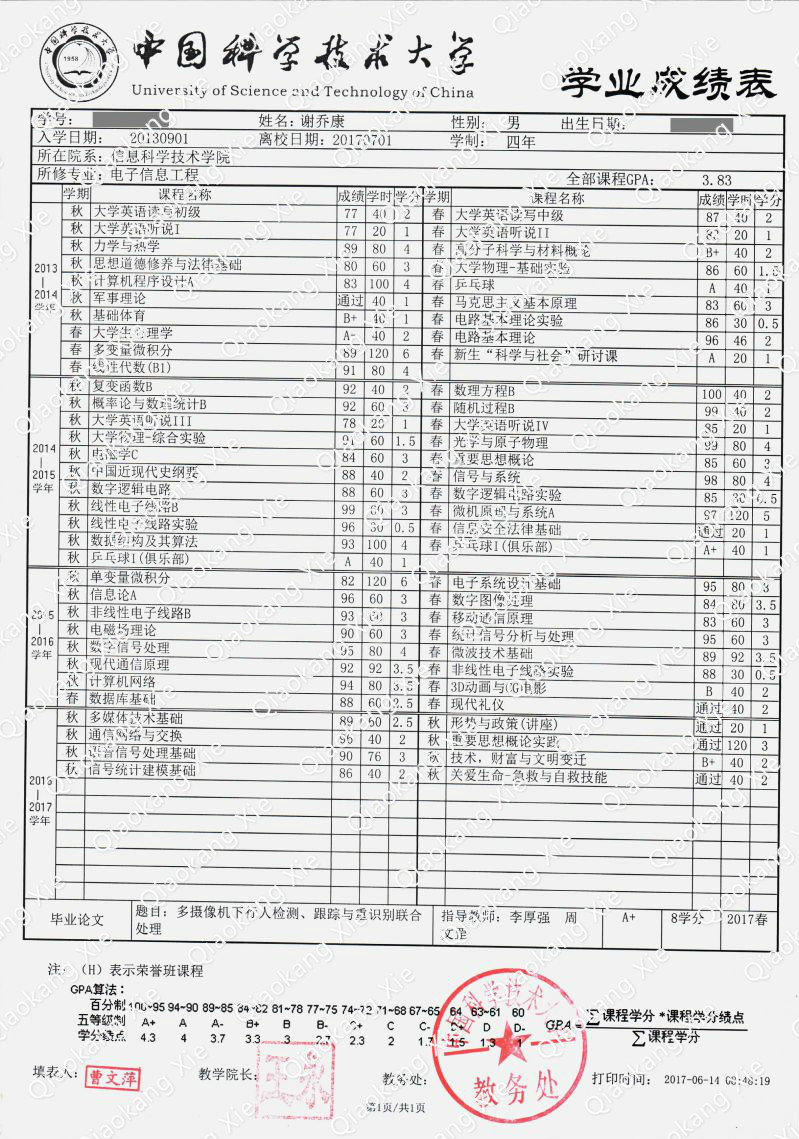 中国科学技术大学
University of Science and Technology of China
学业成绩表
学号: 姓名: 谢乔康 性别: 男 出生日期:
入学日期: 20130901 离校日期: 20170701 学制: 四年
所在院系: 信息科学技术学院
所修专业: 电子信息工程 全部课程GPA: 3.83
学期 课程名称 成绩 学时 学分 学期 课程名称 成绩 学时 学分
2013—2014学年
秋 大学英语读写初级 77 40 2 春 大学英语读写中级 87 40 2
秋 大学英语听说I 77 20 1 春 大学英语听说II 20 1
秋 力学与热学 89 80 4 春 高分子科学与材料概论 B+ 40 2
秋 思想道德修养与法律基础 80 60 3 春 大学物理-基础实验 86 60 1.5
秋 计算机程序设计A 83 100 4 春 乒乓球 A 40 1
秋 军事理论 通过 40 1 春 马克思主义基本原理 83 60 3
秋 基础体育 B+ 40 1 春 电路基本理论实验 86 30 0.5
春 大学生心理学 A- 40 2 春 电路基本理论 96 46 2
春 多变量微积分 89 120 6 春 新生“科学与社会”研讨课 A 20 1
春 线性代数(B1) 91 80 4
2014—2015学年
秋 复变函数B 92 40 2 春 数理方程B 100 40 2
秋 概率论与数理统计B 92 60 3 春 随机过程B 99 40 2
秋 大学英语听说III 78 20 1 春 大学英语听说IV 85 20 1
秋 大学物理-综合实验 91 60 1.5 春 光学与原子物理 99 80 4
秋 电磁学C 84 60 3 春 重要思想概论 85 60 3
秋 中国近现代史纲要 88 40 2 春 信号与系统 98 80 4
秋 数字逻辑电路 88 60 3 春 数字逻辑电路实验 85 30 0.5
秋 线性电子线路B 99 60 3 春 微机原理与系统A 97 120 5
秋 线性电子线路实验 96 30 0.5 春 信息安全法律基础 通过 20 1
秋 数据结构及其算法 93 100 4 春 乒乓球I(俱乐部) A+ 40 1
秋 乒乓球I(俱乐部) A 40 1
2015—2016学年
秋 单变量微积分 82 120 6 春 电子系统设计基础 95 80 3
秋 信息论A 96 60 3 春 数字图像处理 84 80 3.5
秋 非线性电子线路B 93 60 3 春 移动通信原理 83 60 3
秋 电磁场理论 90 60 3 春 统计信号分析与处理 95 60 3
秋 数字信号处理 95 80 4 春 微波技术基础 89 92 3.5
秋 现代通信原理 92 92 3.5 春 非线性电子线路实验 88 30 0.5
秋 计算机网络 94 80 3.5 春 3D动画与CG电影 B 40 2
春 数据库基础 88 60 2.5 春 现代礼仪 通过 40 2
2016—2017学年
秋 多媒体技术基础 89 60 2.5 秋 形势与政策(讲座) 通过 20 1
秋 通信网络与交换 40 2 秋 重要思想概论实践 通过 120 3
秋 语音信号处理基础 90 76 3 秋 技术，财富与文明变迁 B+ 40 2
秋 信号统计建模基础 86 40 2 秋 关爱生命-急救与自救技能 通过 40 2
毕业论文 题目: 多摄像机下行人检测、跟踪与重识别联合处理 指导教师: 李厚强 周文罡 A+ 8学分 2017春
注: (H) 表示荣誉班课程
GPA算法:
百分制 100~95 94~90 89~85 84~82 81~78 77~75 74~72 71~68 67~65 64 63~61 60
五等级制 A+ A A- B+ B B- C+ C C- D+ D D-
学分绩点 4.3 4 3.7 3.3 3 2.7 2.3 2 1.7 1.5 1.3 1
GPA= ∑课程学分*课程学分绩点 / ∑课程学分
填表人: 曹文萍 教学院长: 教务处: 打印时间: 2017-06-14 08:48:19
教务处
第1页/共1页
Qiaokang Xie